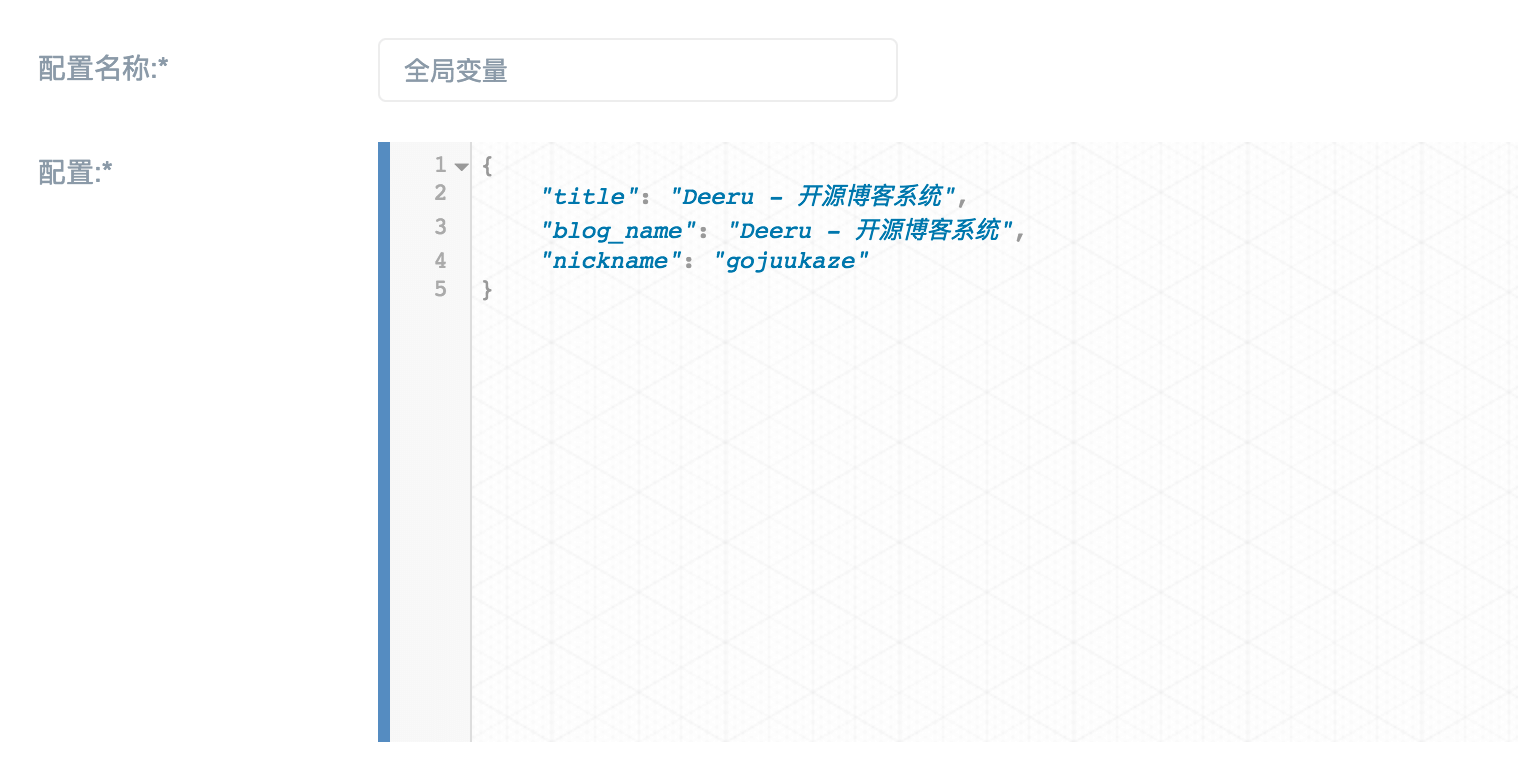 配置名称:*
全局变量
配置:*
1 {
2     "title": "Deeru - 开源博客系统",
3     "blog_name": "Deeru - 开源博客系统",
4     "nickname": "gojuukaze"
5 }